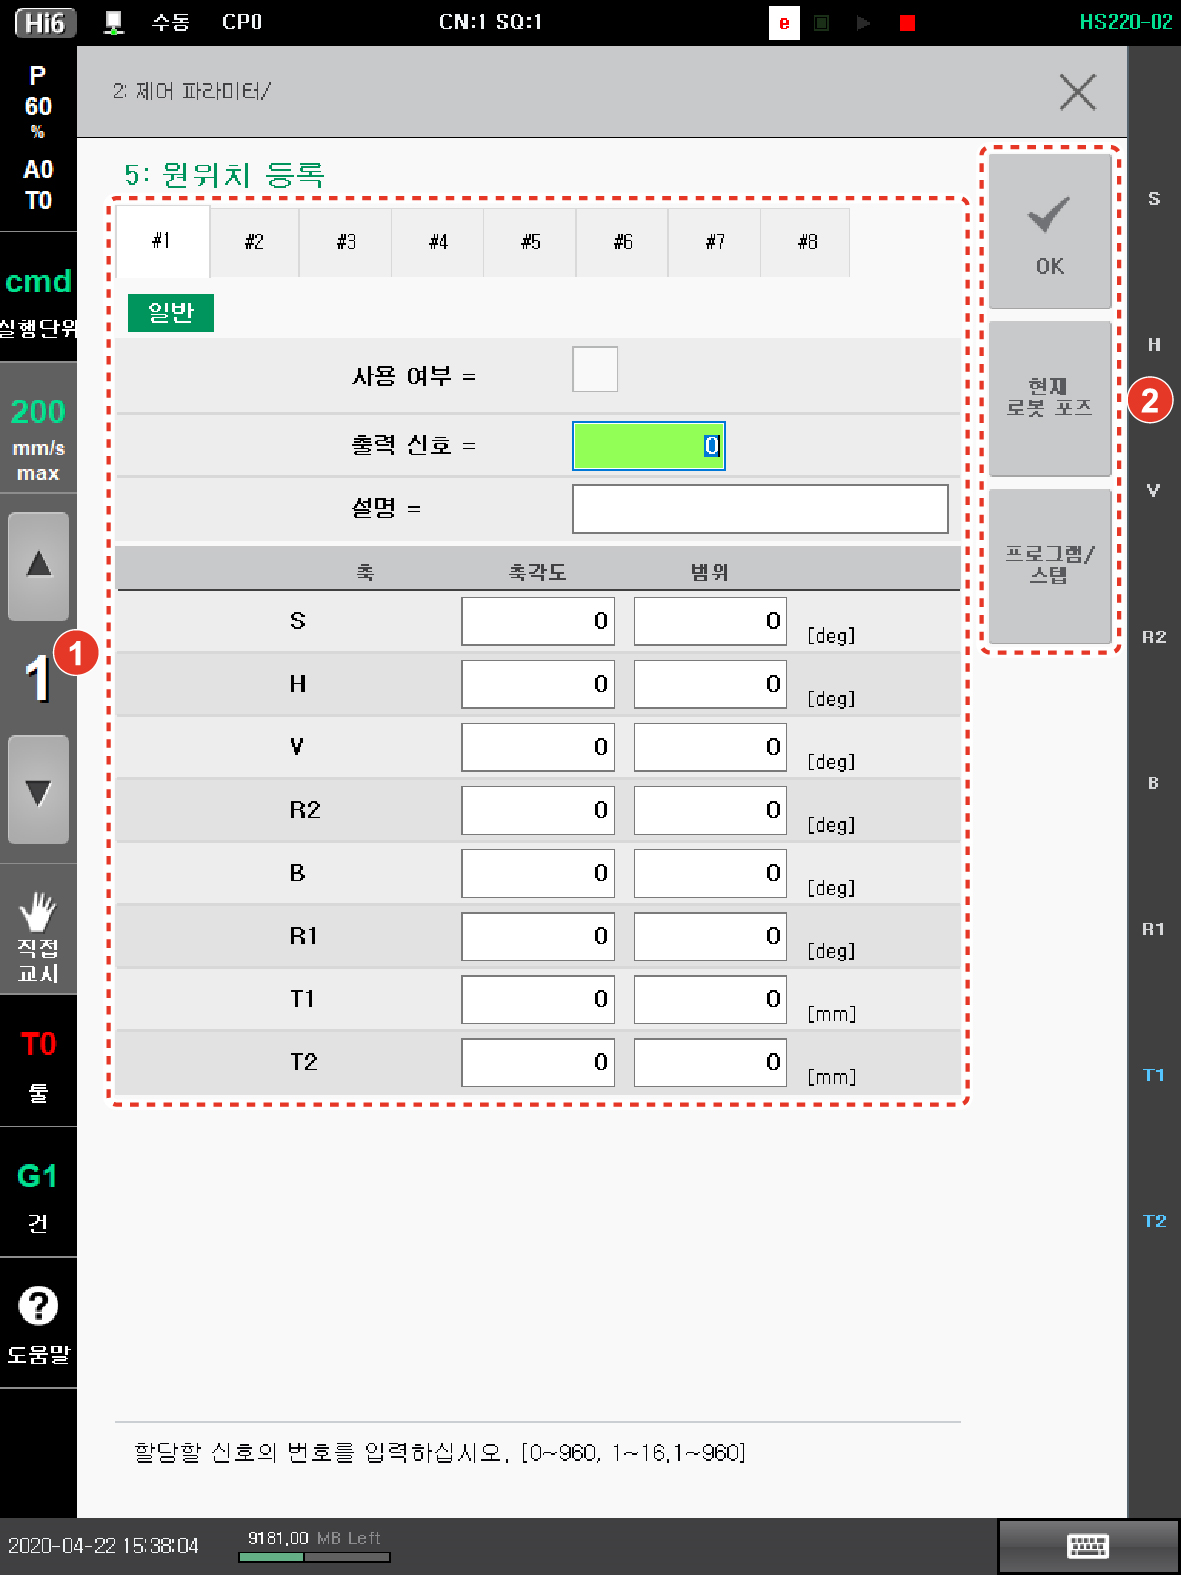 Hi6 수동 CP0 CN:1 SQ:1 e HS220-02
P
60
%
A0
T0
cmd
실행단위
200
mm/s
max
1
직접
교시
T0
툴
G1
건
?
도움말
2: 제어 파라미터/
5: 원위치 등록
#1 #2 #3 #4 #5 #6 #7 #8
일반
사용 여부 =
출력 신호 = 0
설명 =
축 축각도 범위
S 0 0 [deg]
H 0 0 [deg]
V 0 0 [deg]
R2 0 0 [deg]
B 0 0 [deg]
R1 0 0 [deg]
T1 0 0 [mm]
T2 0 0 [mm]
1
할당할 신호의 번호를 입력하십시오. [0~960, 1~16.1~960]
OK
현재
로봇 포즈
프로그램/
스텝
2
S
H
V
R2
B
R1
T1
T2
2020-04-22 15:38:04 9181.00 MB Left